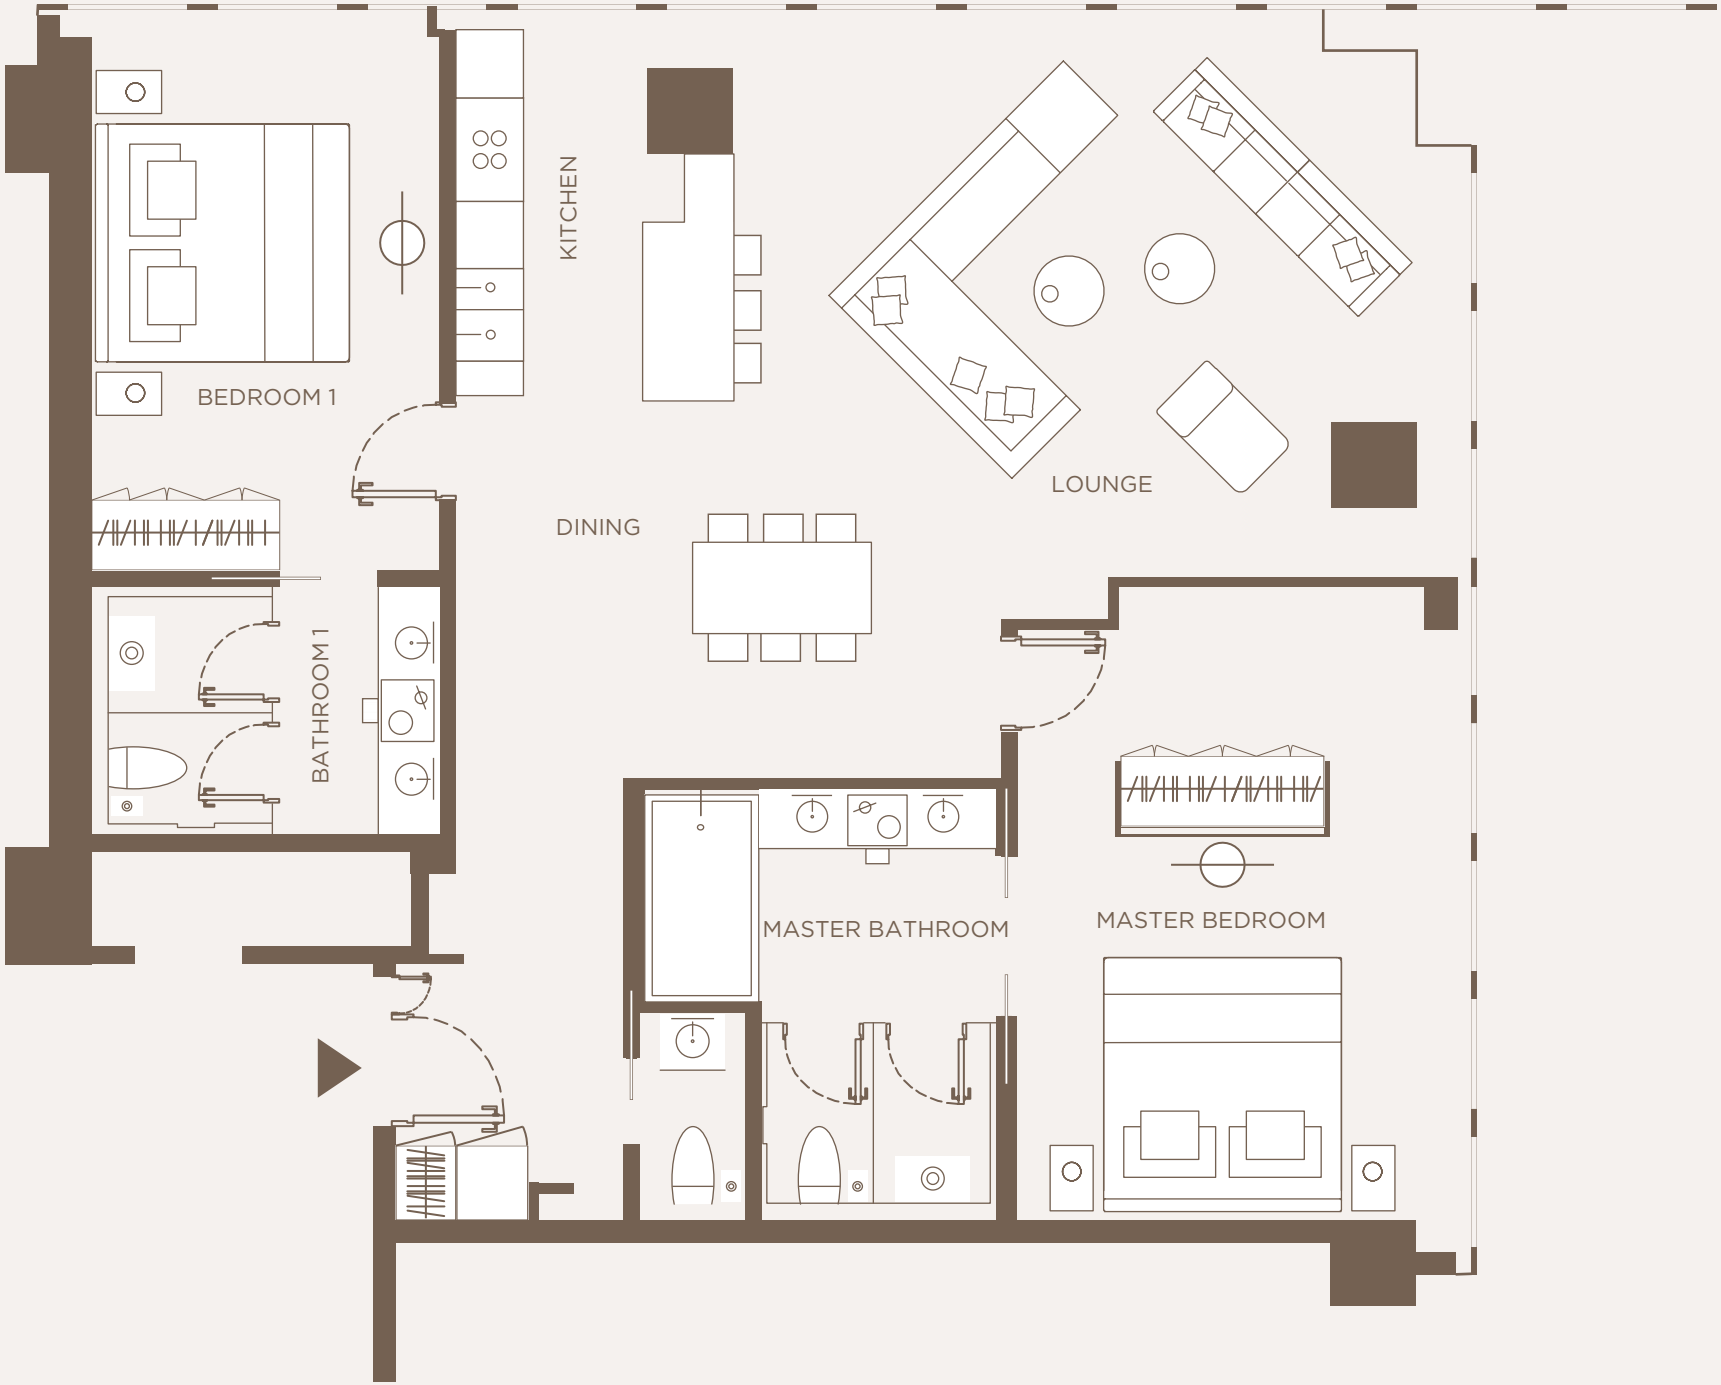 KITCHEN
BEDROOM 1
LOUNGE
DINING
BATHROOM 1
MASTER BATHROOM
MASTER BEDROOM